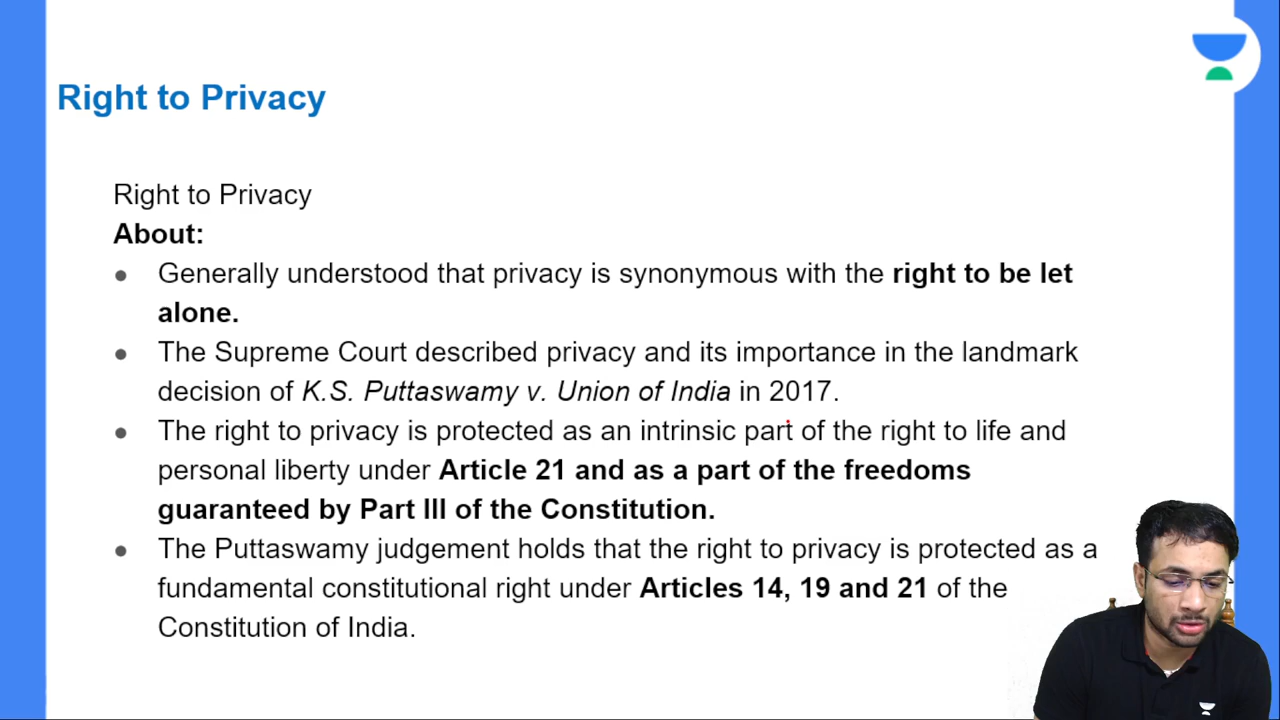 Right to Privacy
Right to Privacy
About:
● Generally understood that privacy is synonymous with the right to be let
alone.
● The Supreme Court described privacy and its importance in the landmark
decision of K.S. Puttaswamy v. Union of India in 2017.
● The right to privacy is protected as an intrinsic part of the right to life and
personal liberty under Article 21 and as a part of the freedoms
guaranteed by Part III of the Constitution.
● The Puttaswamy judgement holds that the right to privacy is protected as a
fundamental constitutional right under Articles 14, 19 and 21 of the
Constitution of India.